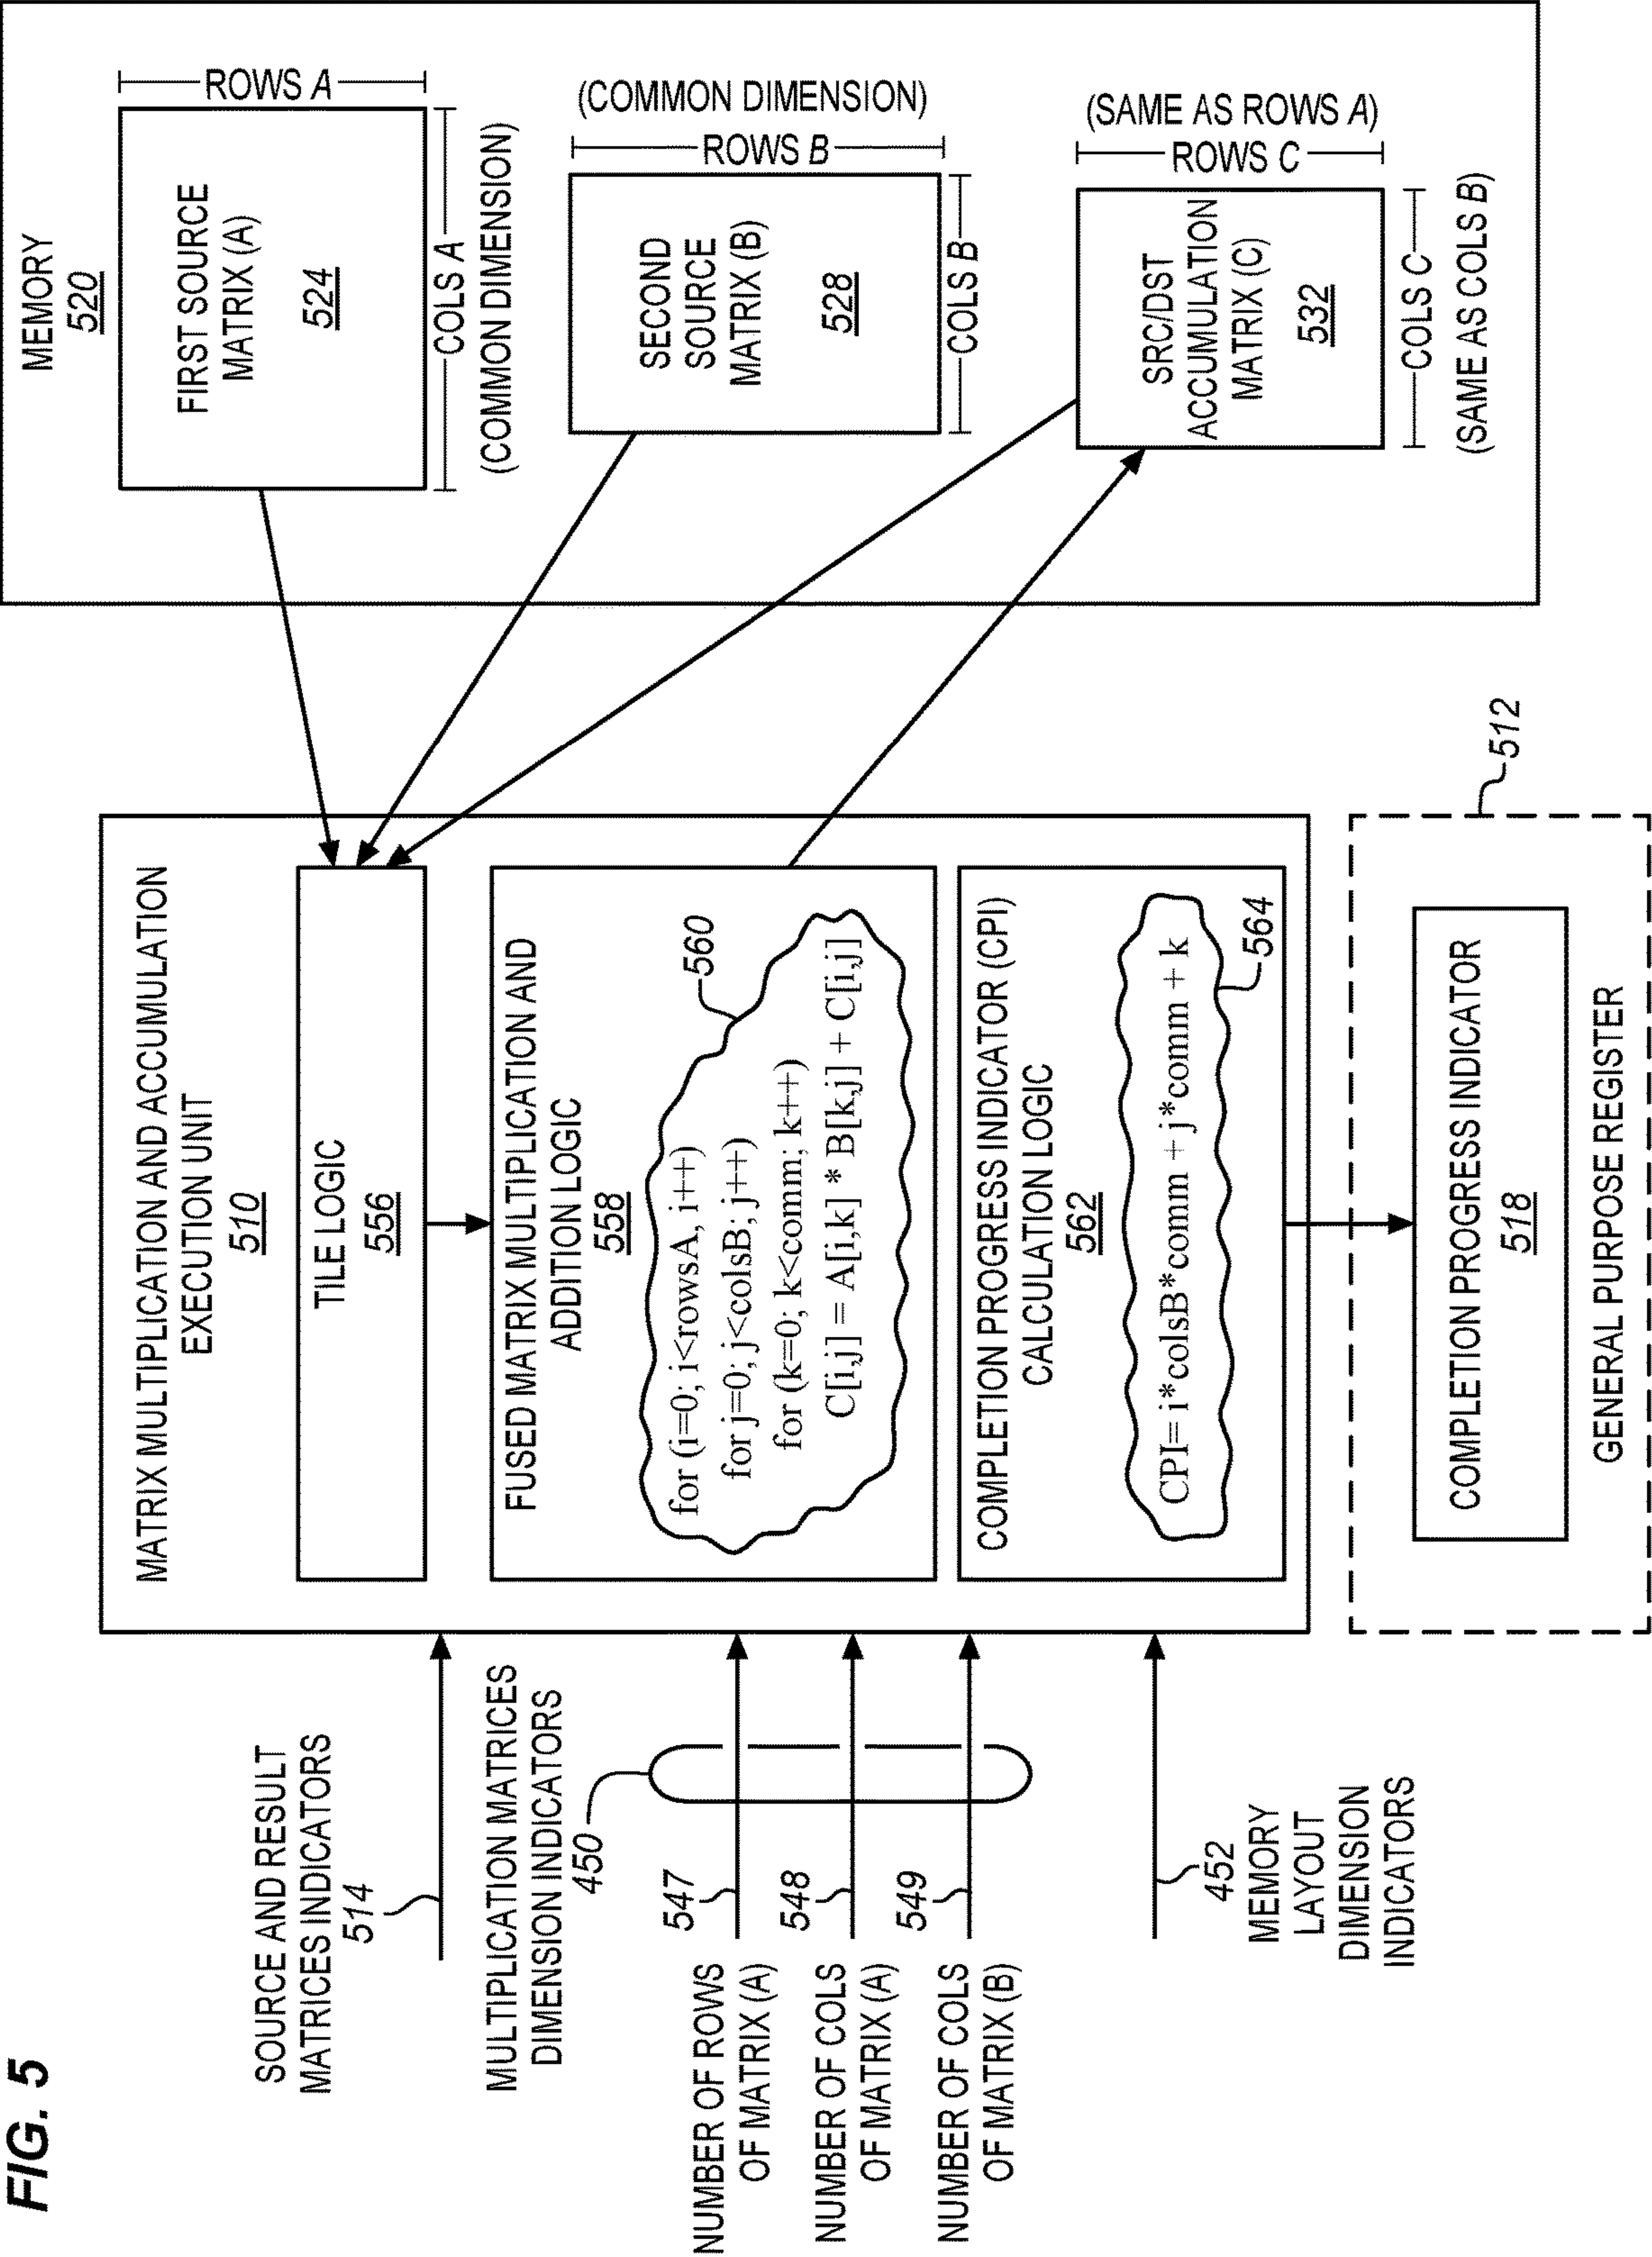 FIG. 5
SOURCE AND RESULT
MATRICES INDICATORS
514
MULTIPLICATION MATRICES
DIMENSION INDICATORS
450
NUMBER OF ROWS
OF MATRIX (A)
547
NUMBER OF COLS
OF MATRIX (A)
548
NUMBER OF COLS
OF MATRIX (B)
549
452
MEMORY
LAYOUT
DIMENSION
INDICATORS
MATRIX MULTIPLICATION AND ACCUMULATION
EXECUTION UNIT
510
TILE LOGIC
556
FUSED MATRIX MULTIPLICATION AND
ADDITION LOGIC
558
560
for (i=0; i<rowsA, i++)
for j=0; j<colsB; j++)
for (k=0; k<comm; k++)
C[i,j] = A[i,k] * B[k,j] + C[i,j]
COMPLETION PROGRESS INDICATOR (CPI)
CALCULATION LOGIC
562
CPI= i*colsB*comm + j*comm + k
564
512
COMPLETION PROGRESS INDICATOR
518
GENERAL PURPOSE REGISTER
MEMORY
520
FIRST SOURCE
MATRIX (A)
524
ROWS A
COLS A
(COMMON DIMENSION)
SECOND
SOURCE
MATRIX (B)
528
(COMMON DIMENSION)
ROWS B
COLS B
SRC/DST
ACCUMULATION
MATRIX (C)
532
(SAME AS ROWS A)
ROWS C
COLS C
(SAME AS COLS B)